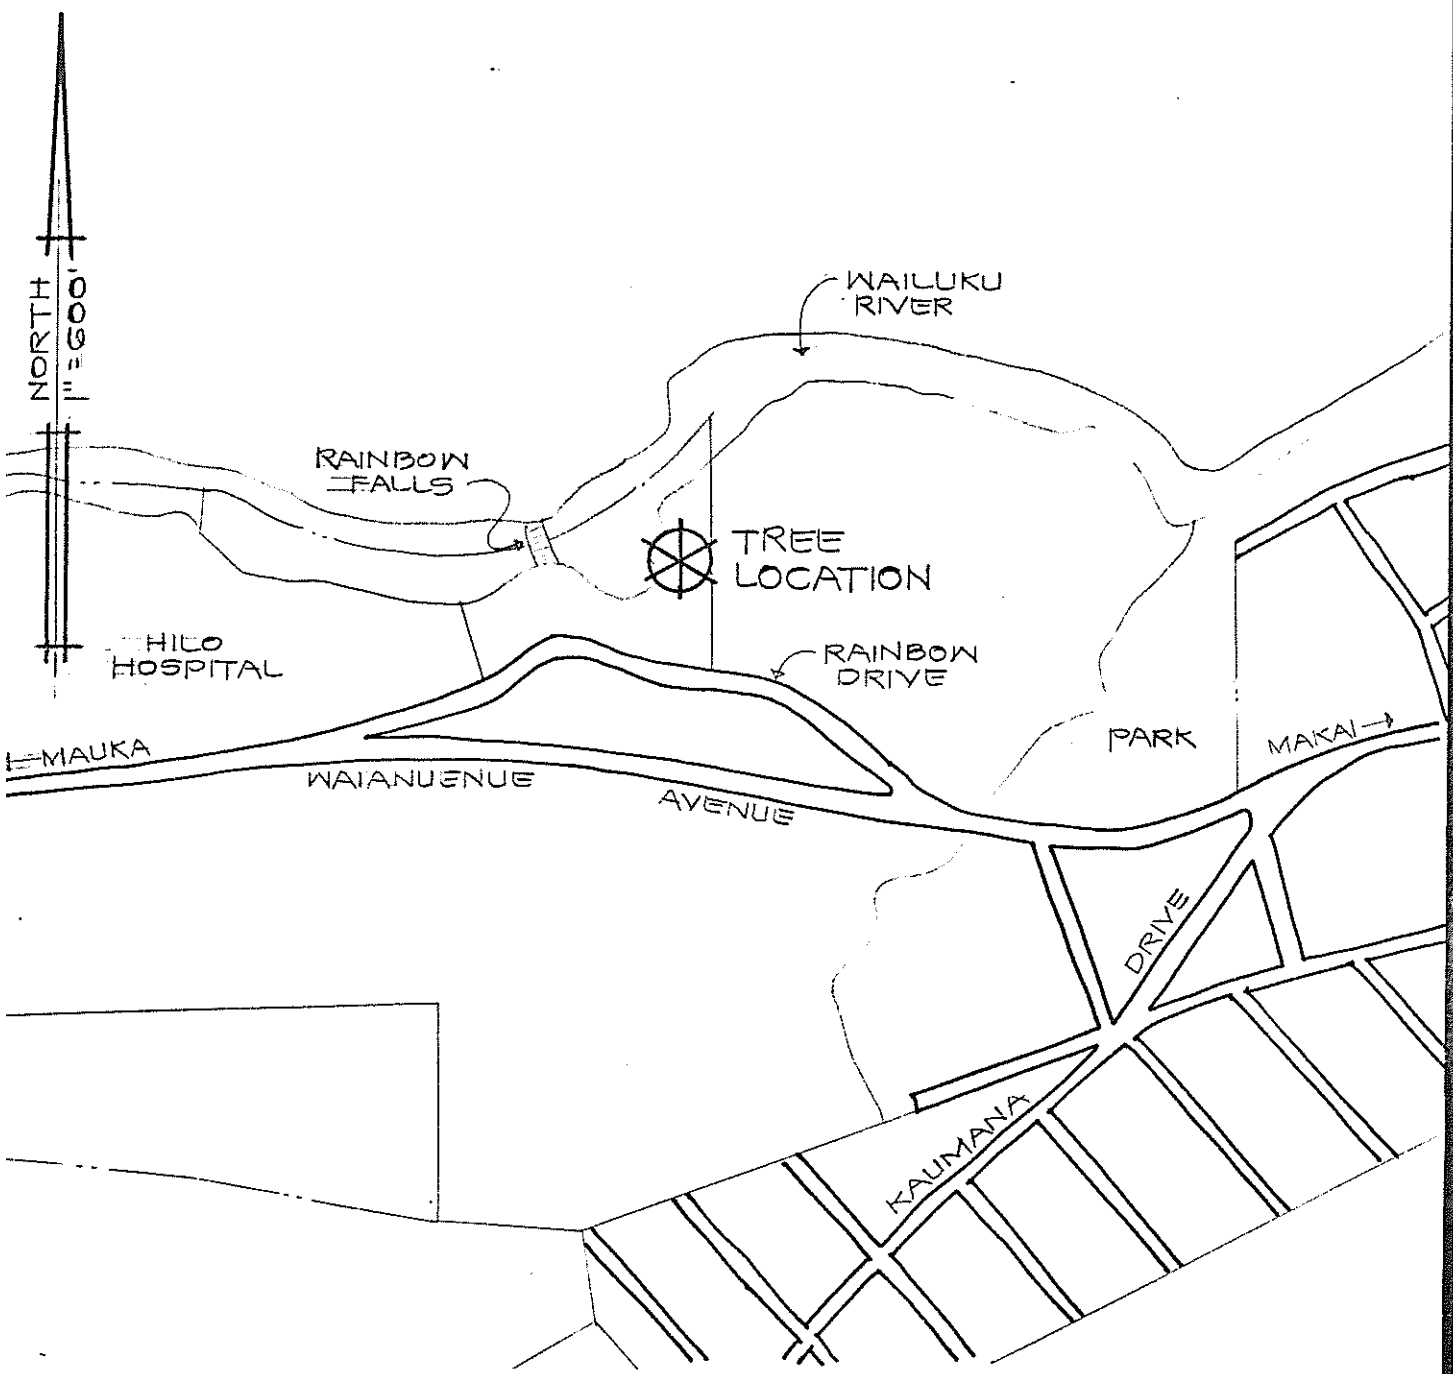 NORTH
1"=600'
WAILUKU
RIVER
RAINBOW
FALLS
TREE
LOCATION
HILO
HOSPITAL
RAINBOW
DRIVE
PARK
MAKAI
MAUKA
WAIANUENUE
AVENUE
DRIVE
KAUMANA